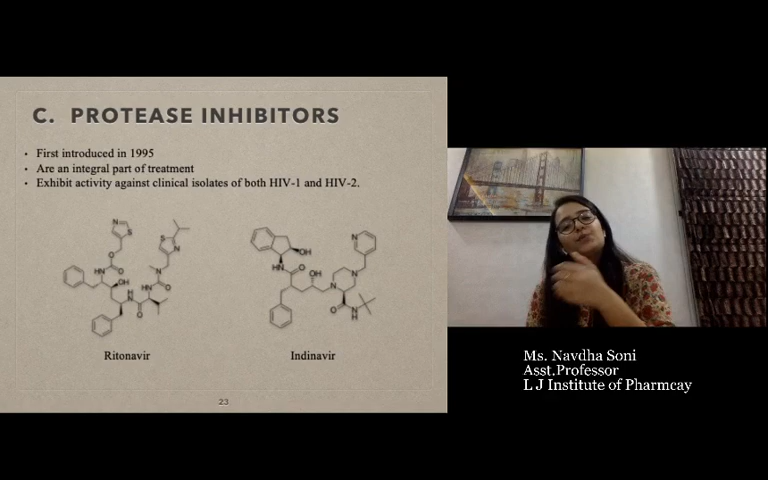 C. PROTEASE INHIBITORS
• First introduced in 1995
• Are an integral part of treatment
• Exhibit activity against clinical isolates of both HIV-1 and HIV-2.
Ritonavir
Indinavir
23
Ms. Navdha Soni
Asst.Professor
L J Institute of Pharmcay